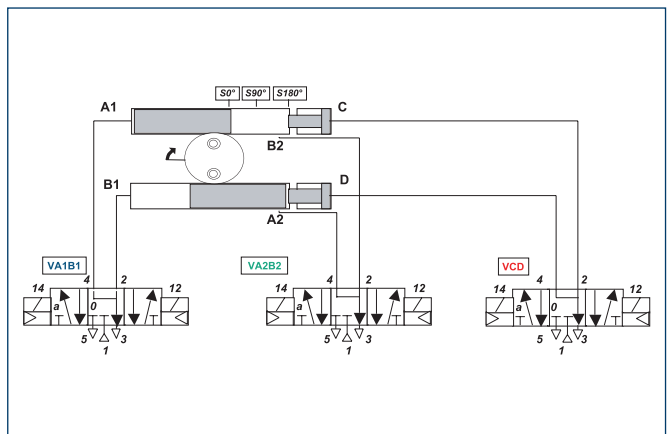 S0° S90° S180°
A1 C
B2
B1 D
A2
VA1B1 VA2B2 VCD
4 2 4 2 4 2
14 12 14 12 14 12
a 0 a a 0
5 3 5 3 5 3
1 1 1